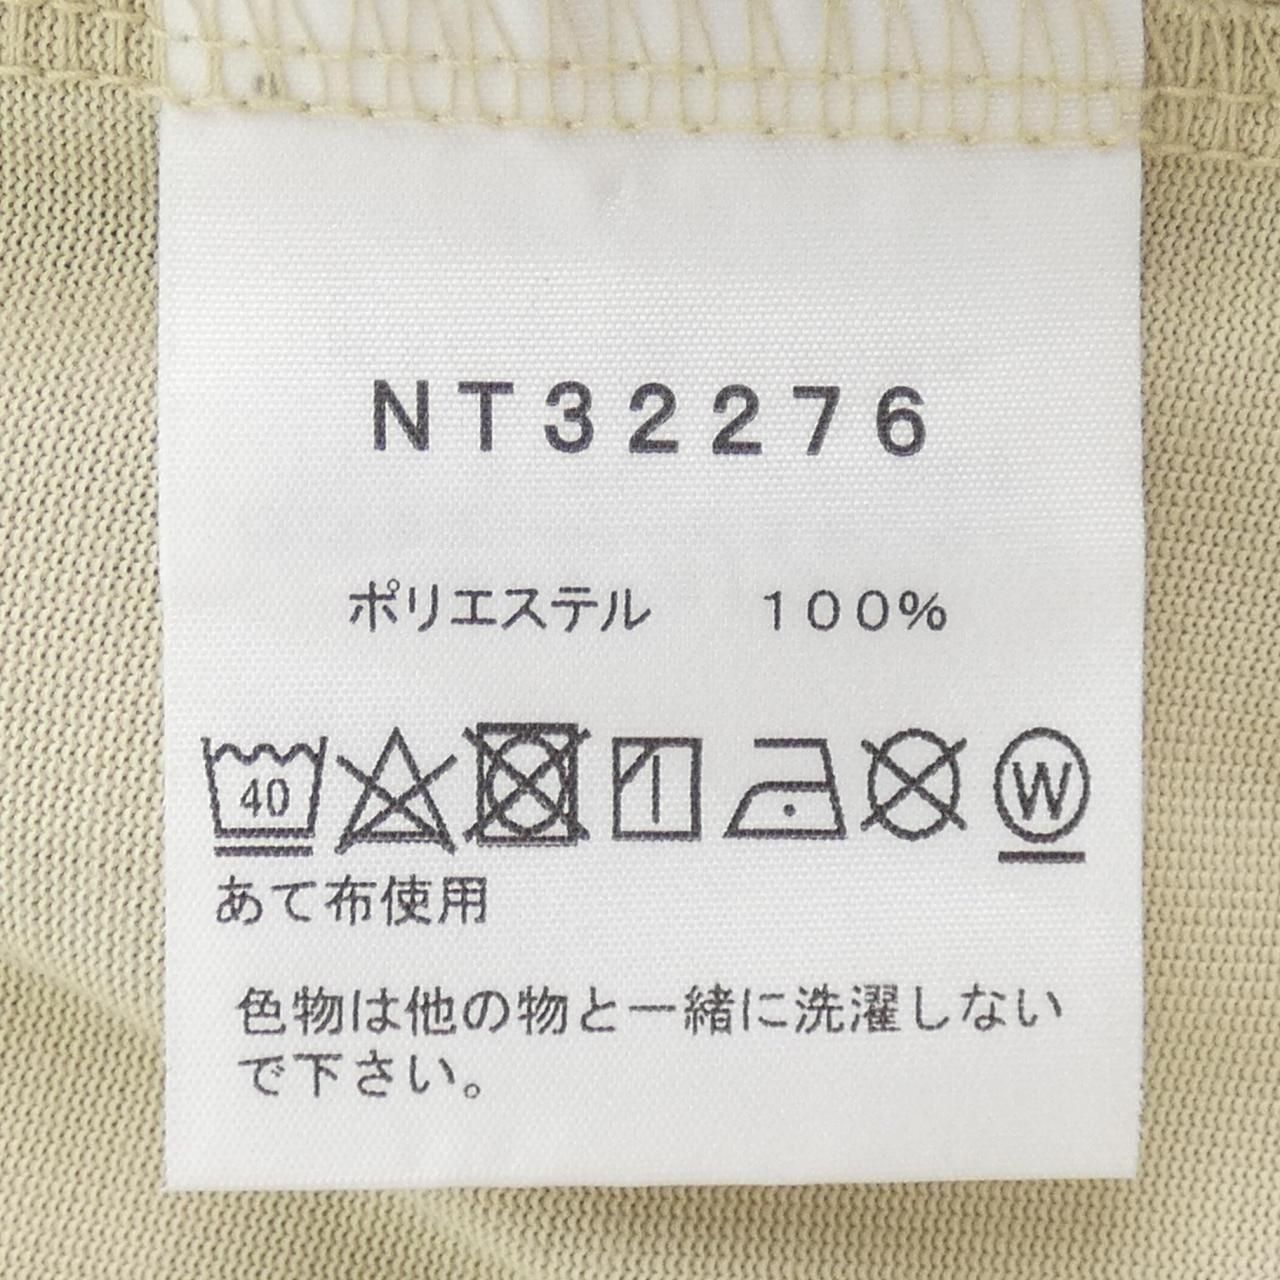 NT32276
ポリエステル　100%
40 W
あて布使用
色物は他の物と一緒に洗濯しない
で下さい。